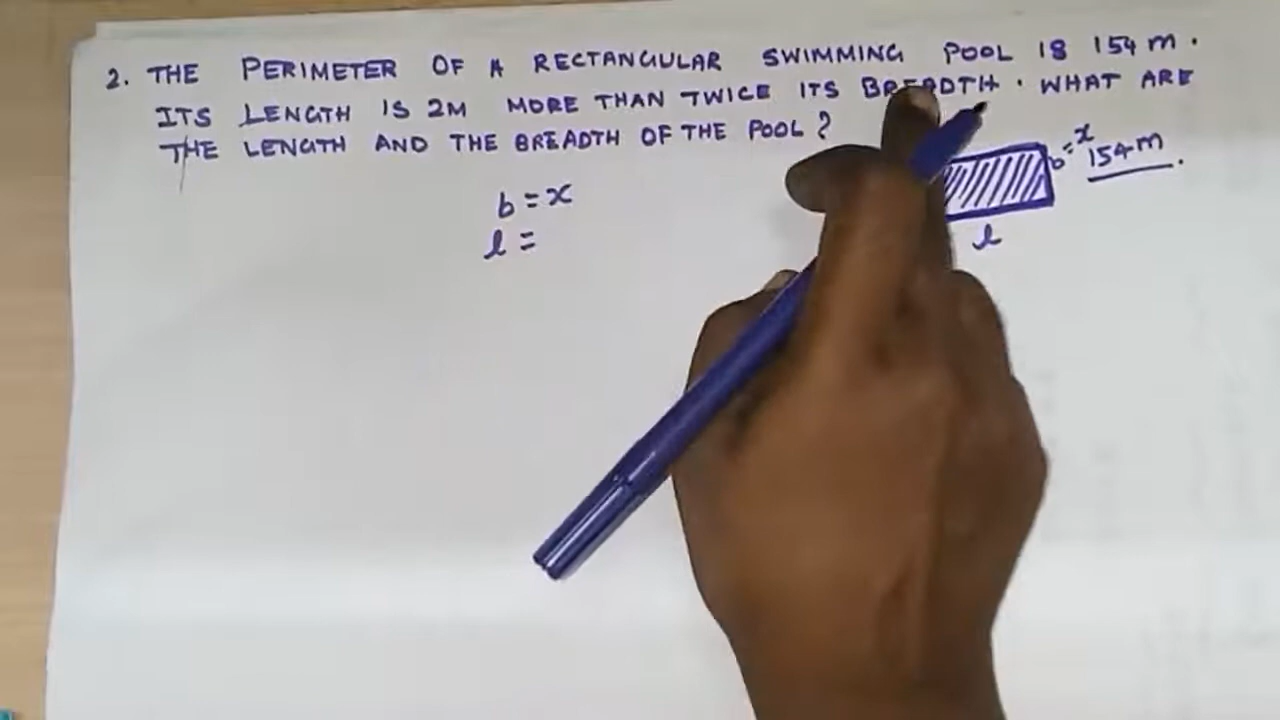 2. THE PERIMETER OF A RECTANGULAR SWIMMING POOL IS 154 m.
ITS LENGTH IS 2M MORE THAN TWICE ITS BREADTH. WHAT ARE
THE LENGTH AND THE BREADTH OF THE POOL?
b = x
154m.
b = x
l =
l